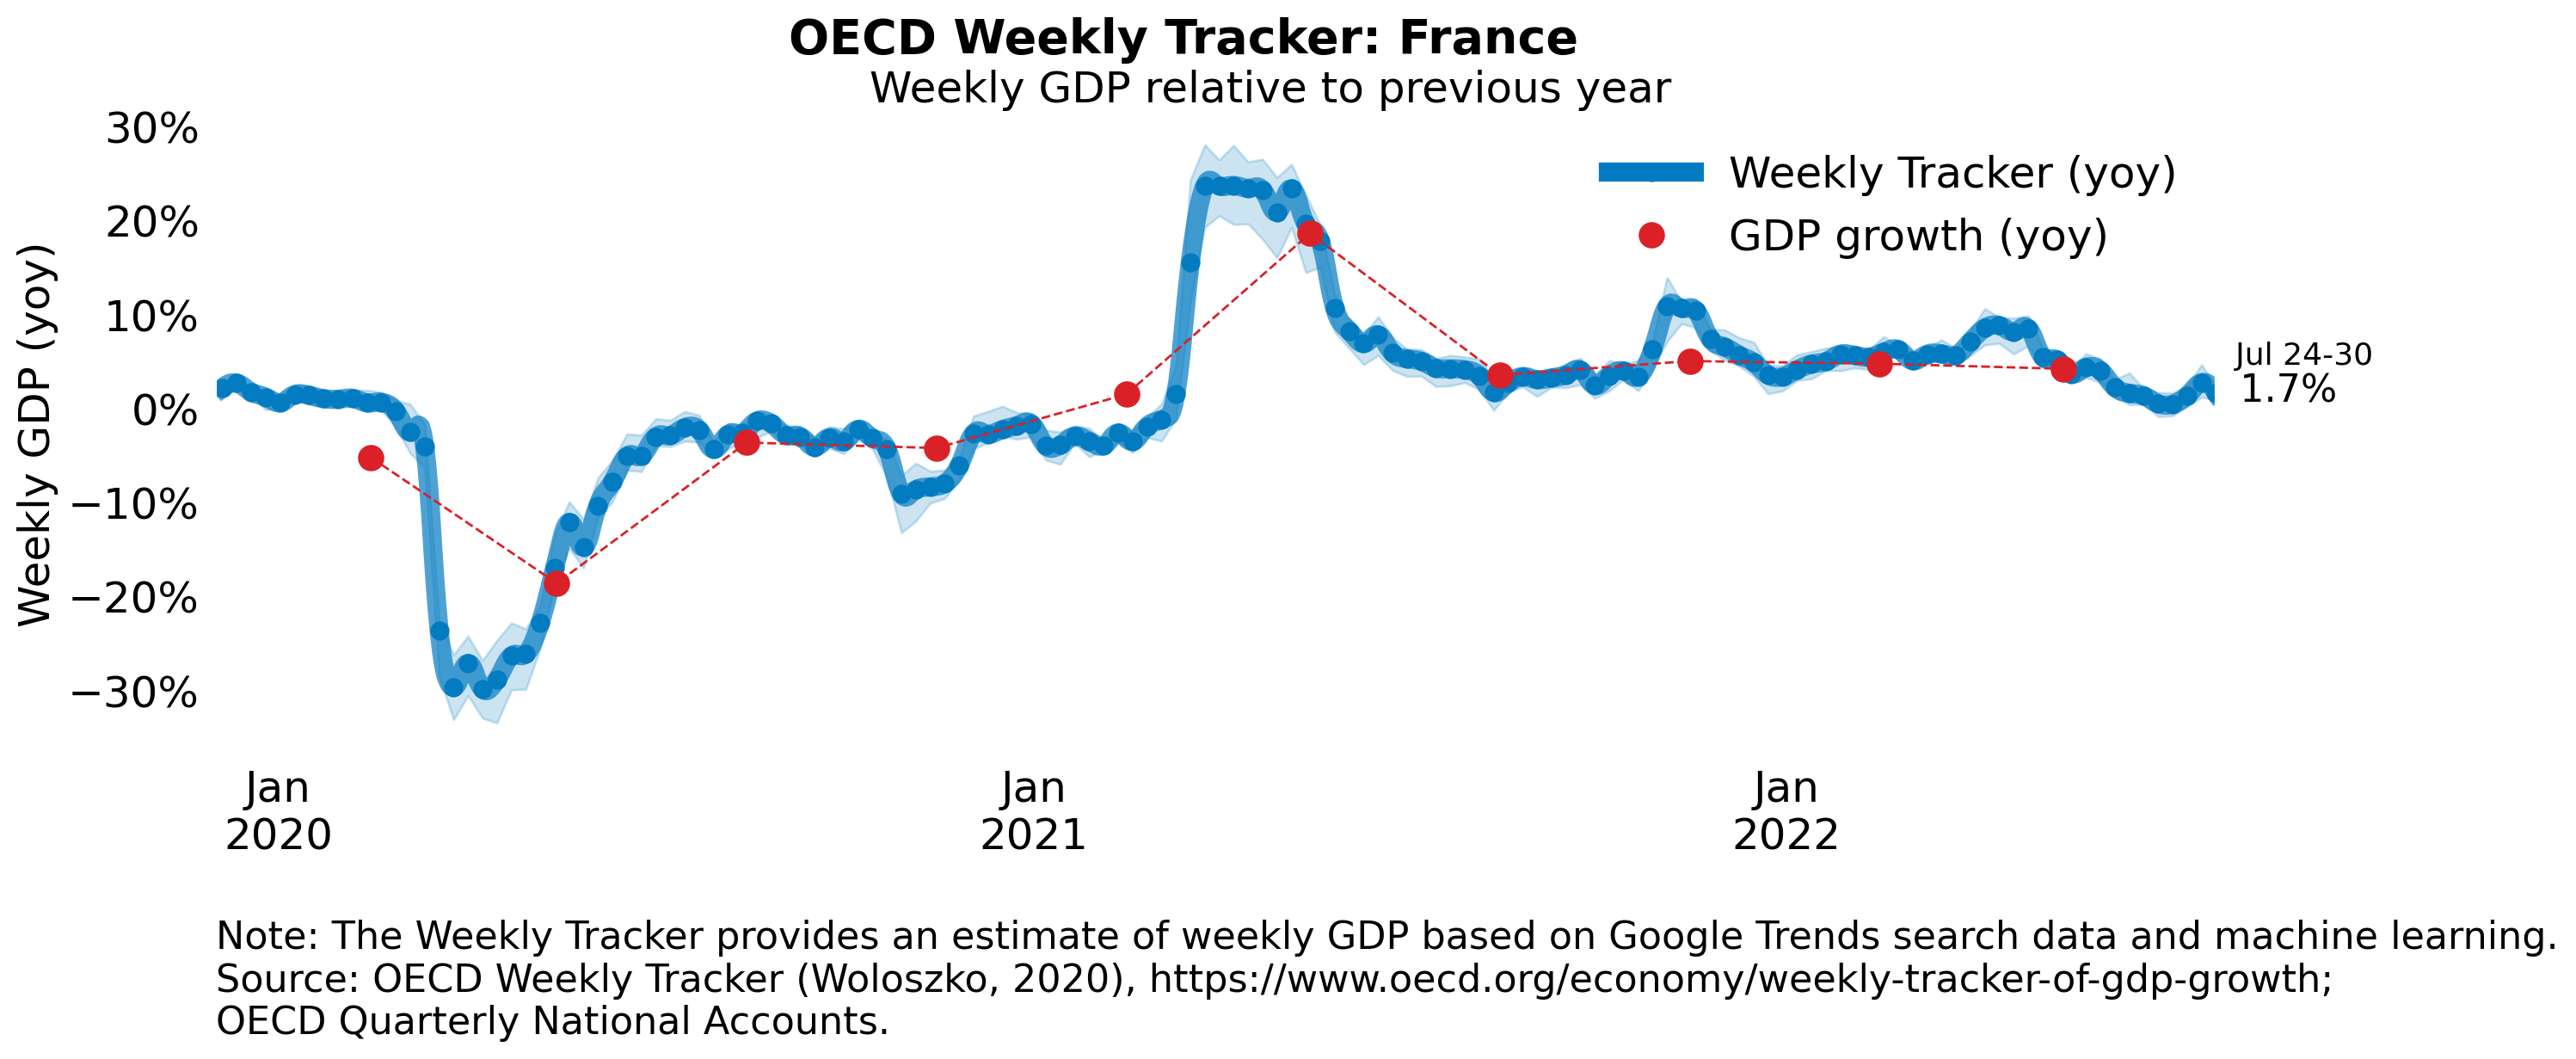 OECD Weekly Tracker: France
Weekly GDP relative to previous year
Weekly GDP (yoy)
30%
20%
10%
0%
−10%
−20%
−30%
Weekly Tracker (yoy)
GDP growth (yoy)
Jul 24-30
1.7%
Jan
2020
Jan
2021
Jan
2022
Note: The Weekly Tracker provides an estimate of weekly GDP based on Google Trends search data and machine learning.
Source: OECD Weekly Tracker (Woloszko, 2020), https://www.oecd.org/economy/weekly-tracker-of-gdp-growth;
OECD Quarterly National Accounts.